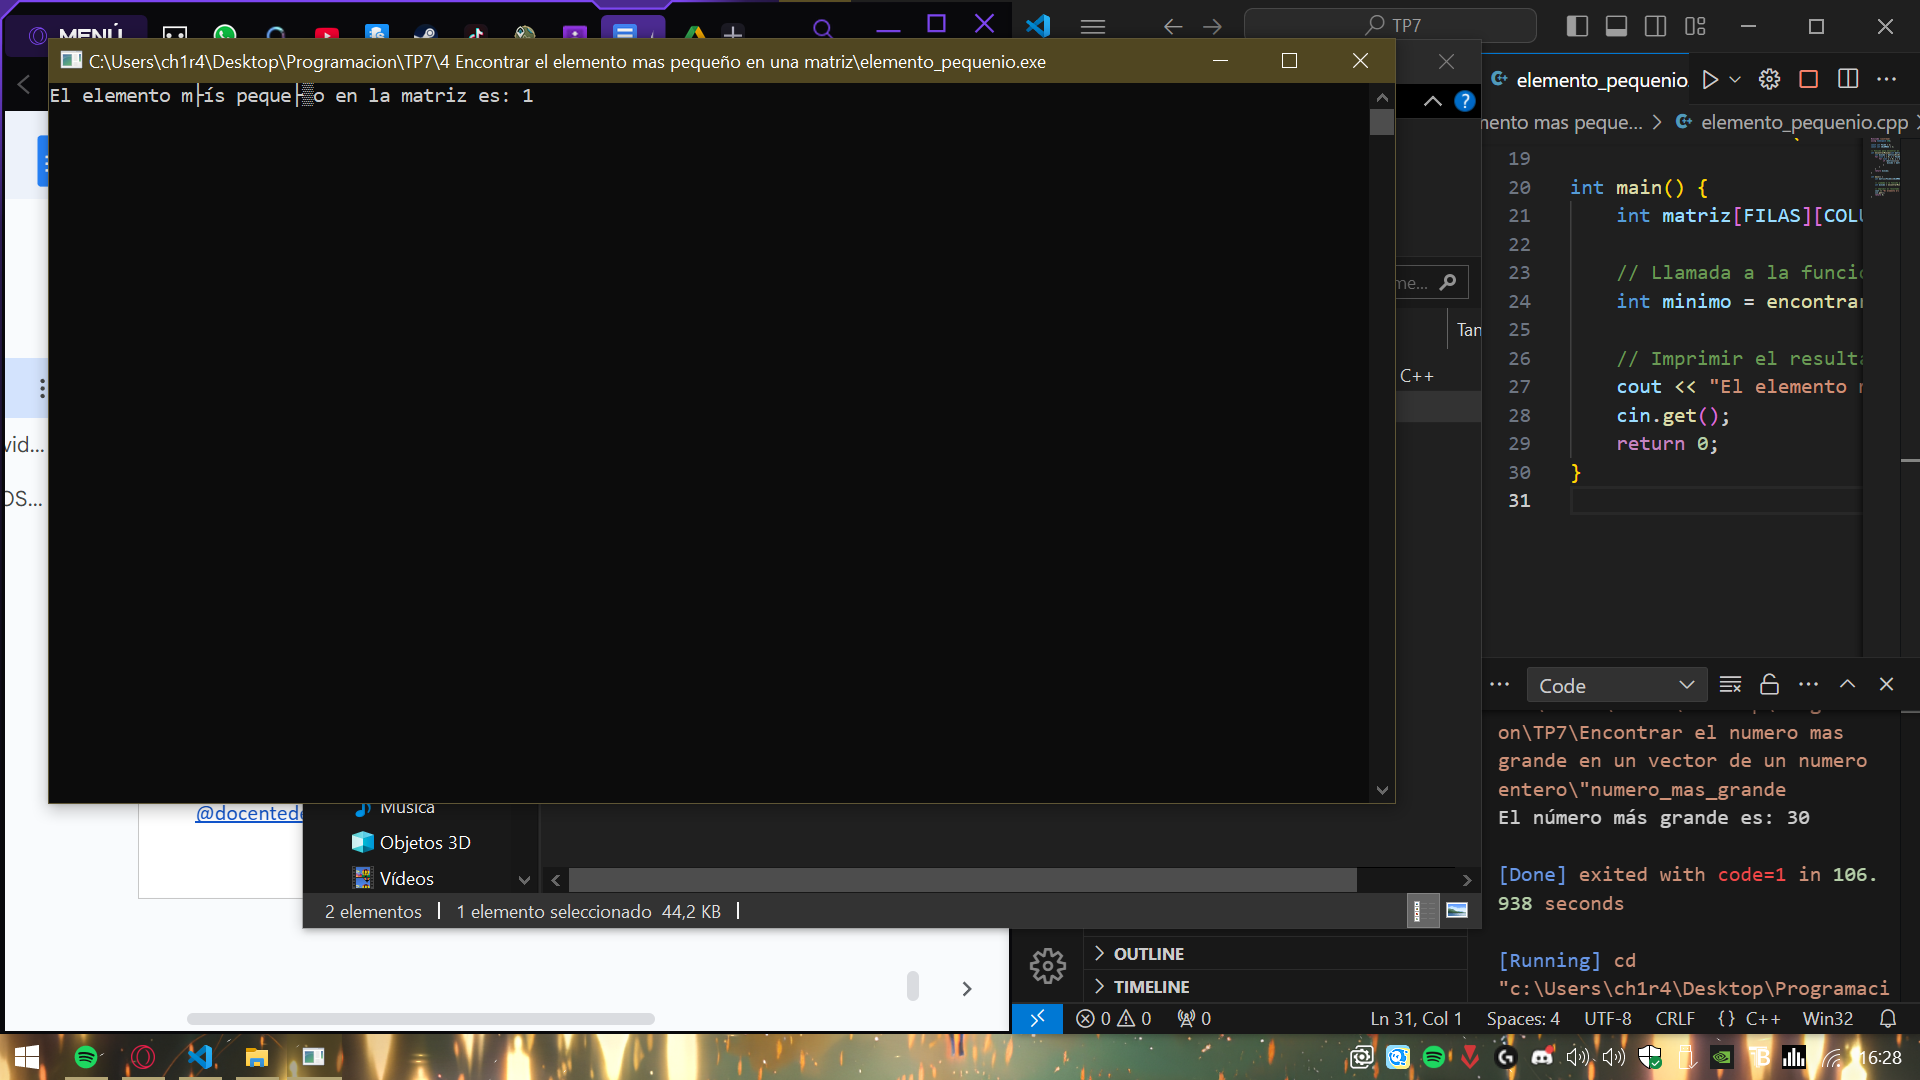 MENÚ
TP7
C:\Users\ch1r4\Desktop\Programacion\TP7\4 Encontrar el elemento mas pequeño en una matriz\elemento_pequenio.exe
El elemento m├ís peque├▒o en la matriz es: 1
elemento_pequenio.
mento mas peque... > elemento_pequenio.cpp
19
20 int main() {
21 int matriz[FILAS][COLU
22
23 // Llamada a la funci
24 int minimo = encontrar
25
26 // Imprimir el result
27 cout << "El elemento
28 cin.get();
29 return 0;
30 }
31
me...
Tan
C++
vid...
OS...
Code
on\TP7\Encontrar el numero mas
grande en un vector de un numero
entero\"numero_mas_grande
El número más grande es: 30
[Done] exited with code=1 in 106.
938 seconds
[Running] cd
"c:\Users\ch1r4\Desktop\Programaci
@docentede
Música
Objetos 3D
Vídeos
2 elementos
1 elemento seleccionado 44,2 KB
OUTLINE
TIMELINE
0 0 0
Ln 31, Col 1 Spaces: 4 UTF-8 CRLF {} C++ Win32
16:28